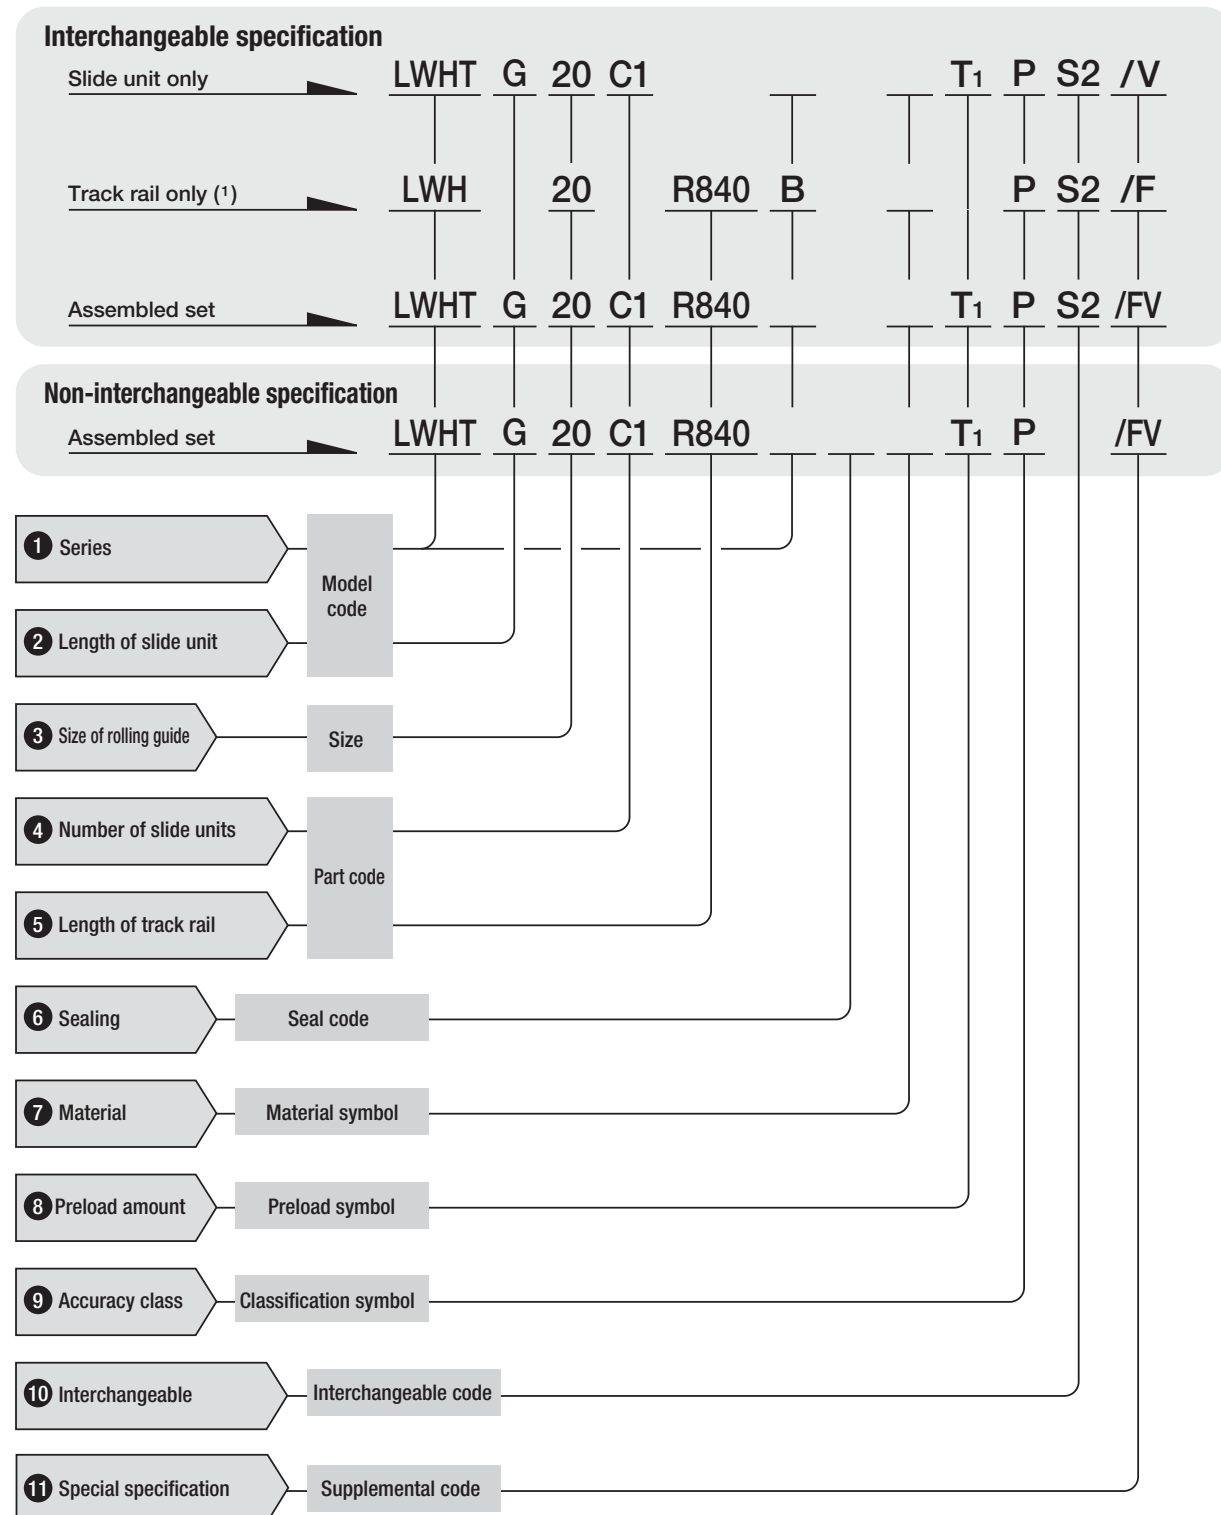 Interchangeable specification
Slide unit only LWHT G 20 C1 T1 P S2 /V
Track rail only (1) LWH 20 R840 B P S2 /F
Assembled set LWHT G 20 C1 R840 T1 P S2 /FV
Non-interchangeable specification
Assembled set LWHT G 20 C1 R840 T1 P /FV
1 Series
Model
code
2 Length of slide unit
3 Size of rolling guide Size
4 Number of slide units
Part code
5 Length of track rail
6 Sealing Seal code
7 Material Material symbol
8 Preload amount Preload symbol
9 Accuracy class Classification symbol
10 Interchangeable Interchangeable code
11 Special specification Supplemental code